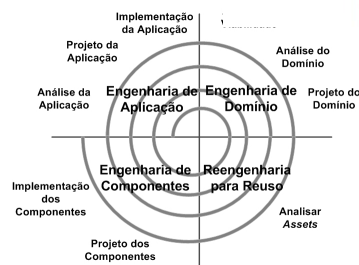 Implementação
da Aplicação
Projeto da
Aplicação
Análise do
Domínio
Análise da
Aplicação
Engenharia de
Aplicação
Engenharia de
Domínio
Projeto do
Domínio
Engenharia de
Componentes
Reengenharia
para Reuso
Implementação
dos
Componentes
Analisar
Assets
Projeto dos
Componentes